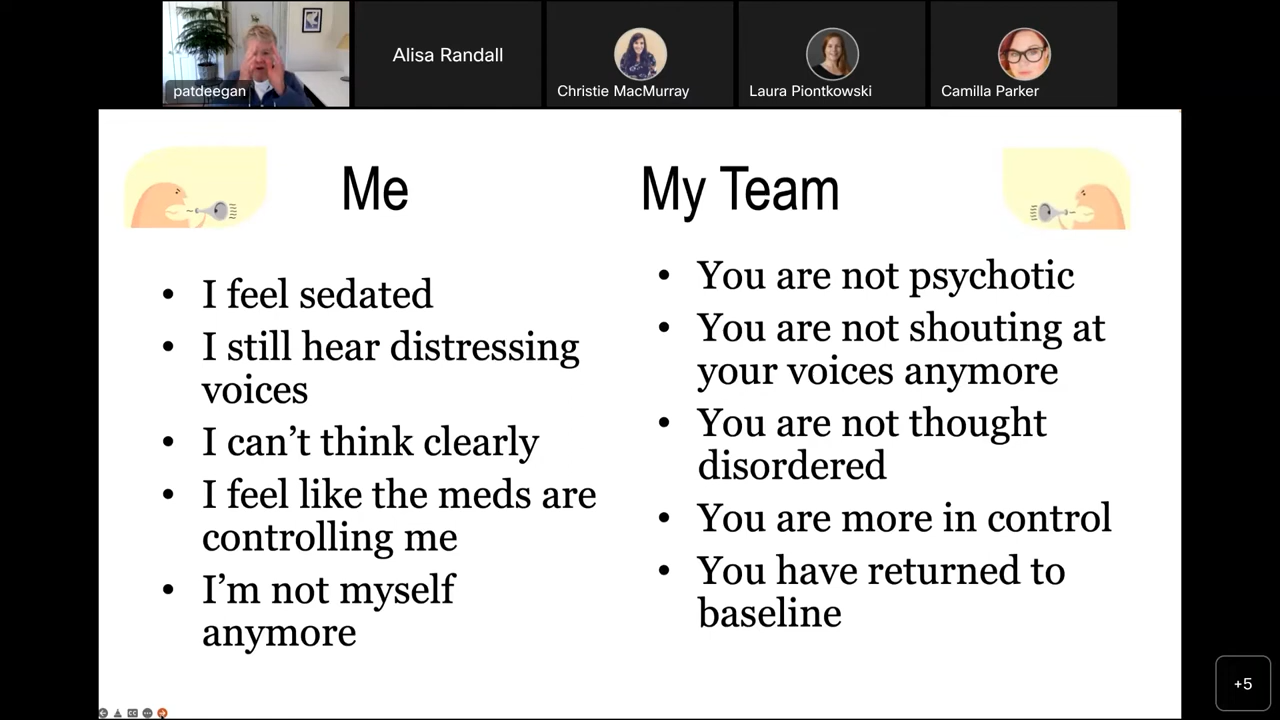 patdeegan
Alisa Randall
Christie MacMurray
Laura Piontkowski
Camilla Parker
Me
• I feel sedated
• I still hear distressing
voices
• I can’t think clearly
• I feel like the meds are
controlling me
• I’m not myself
anymore
My Team
• You are not psychotic
• You are not shouting at
your voices anymore
• You are not thought
disordered
• You are more in control
• You have returned to
baseline
+5